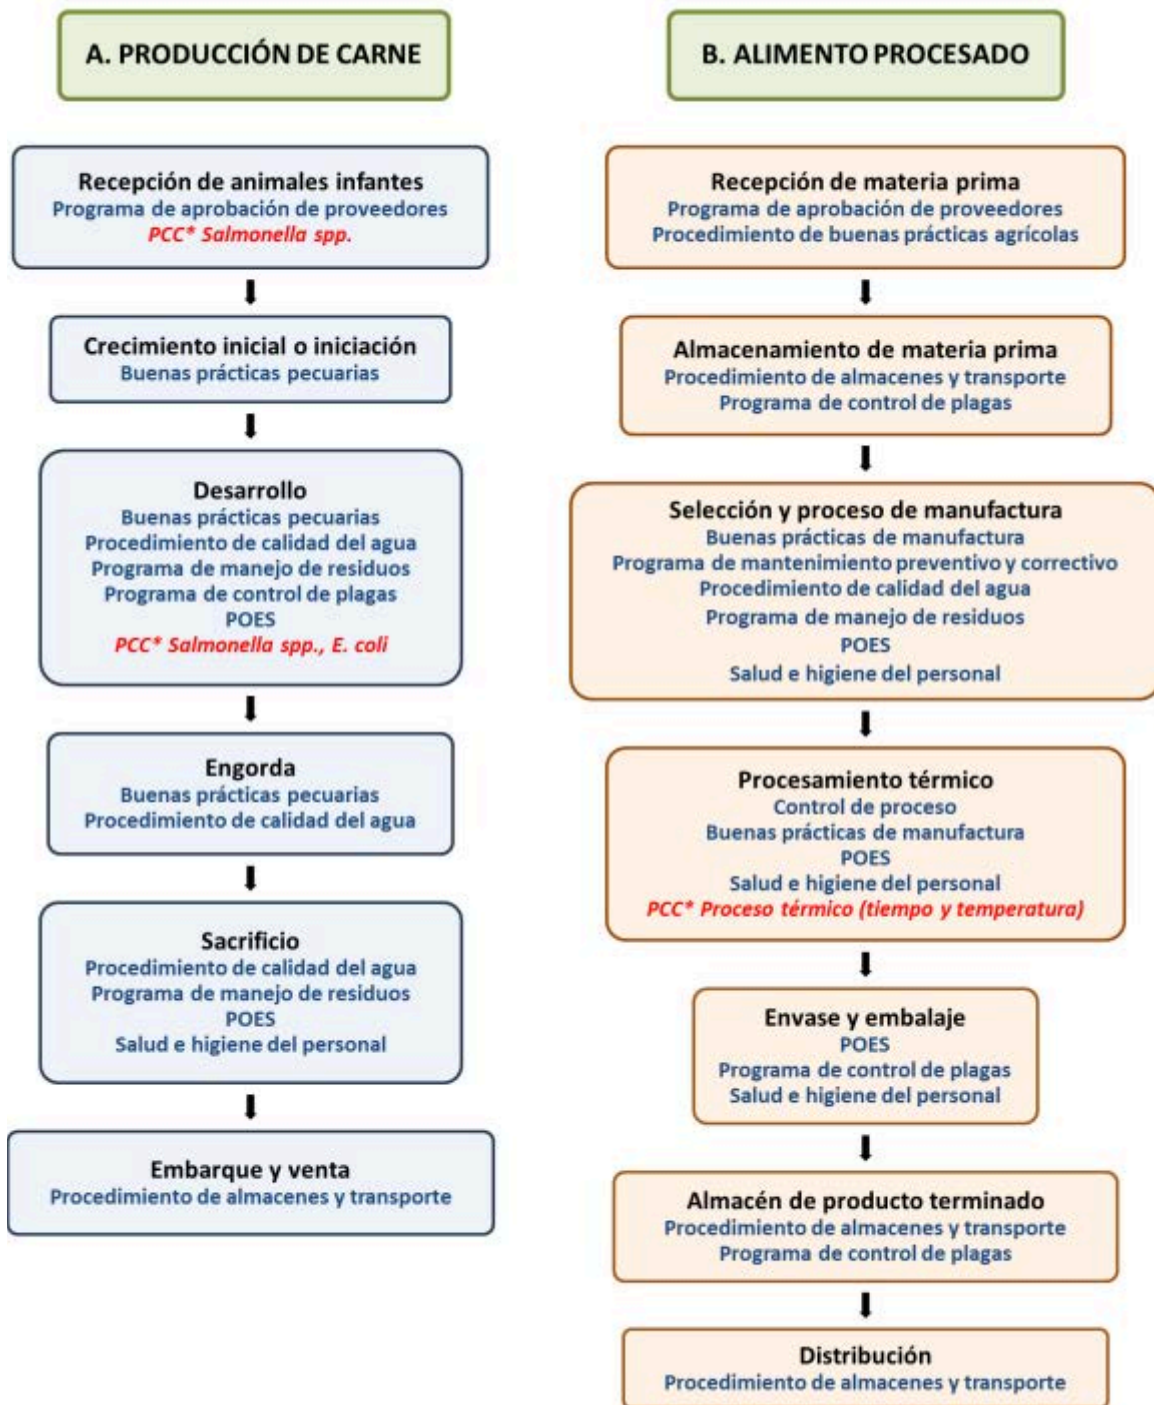 A. PRODUCCIÓN DE CARNE
Recepción de animales infantes
Programa de aprobación de proveedores
PCC* Salmonella spp.
Crecimiento inicial o iniciación
Buenas prácticas pecuarias
Desarrollo
Buenas prácticas pecuarias
Procedimiento de calidad del agua
Programa de manejo de residuos
Programa de control de plagas
POES
PCC* Salmonella spp., E. coli
Engorda
Buenas prácticas pecuarias
Procedimiento de calidad del agua
Sacrificio
Procedimiento de calidad del agua
Programa de manejo de residuos
POES
Salud e higiene del personal
Embarque y venta
Procedimiento de almacenes y transporte
B. ALIMENTO PROCESADO
Recepción de materia prima
Programa de aprobación de proveedores
Procedimiento de buenas prácticas agrícolas
Almacenamiento de materia prima
Procedimiento de almacenes y transporte
Programa de control de plagas
Selección y proceso de manufactura
Buenas prácticas de manufactura
Programa de mantenimiento preventivo y correctivo
Procedimiento de calidad del agua
Programa de manejo de residuos
POES
Salud e higiene del personal
Procesamiento térmico
Control de proceso
Buenas prácticas de manufactura
POES
Salud e higiene del personal
PCC* Proceso térmico (tiempo y temperatura)
Envase y embalaje
POES
Programa de control de plagas
Salud e higiene del personal
Almacén de producto terminado
Procedimiento de almacenes y transporte
Programa de control de plagas
Distribución
Procedimiento de almacenes y transporte